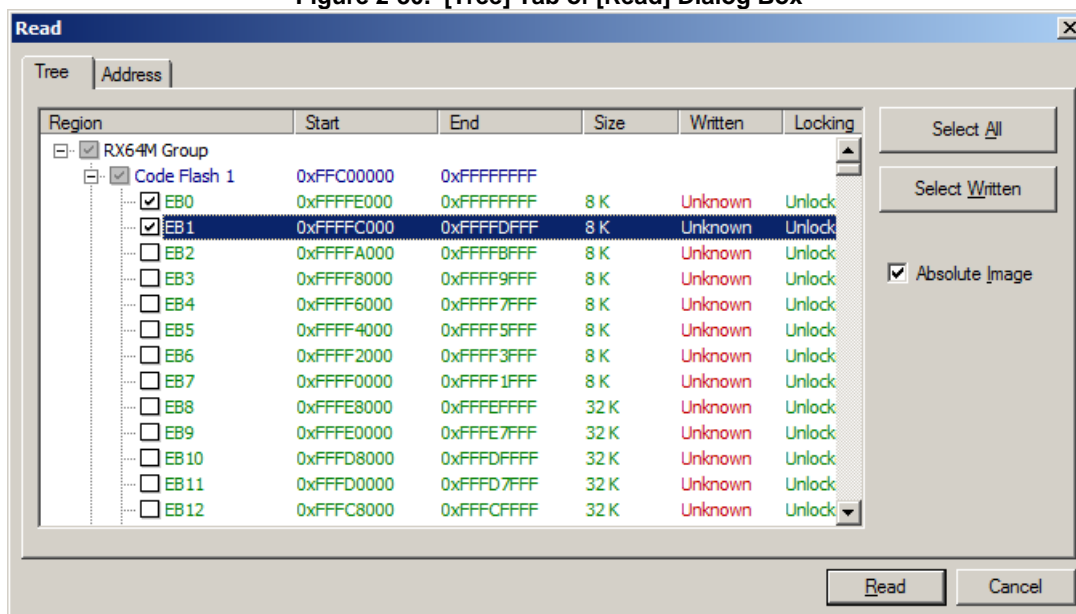 Figure 2-30. [Tree] Tab of [Read] Dialog Box
Read
Tree Address
Region Start End Size Written Locking
RX64M Group
Code Flash 1 0xFFC00000 0xFFFFFFFF
EB0 0xFFFFE000 0xFFFFFFFF 8 K Unknown Unlock
EB1 0xFFFFC000 0xFFFFDFFF 8 K Unknown Unlock
EB2 0xFFFFA000 0xFFFFBFFF 8 K Unknown Unlock
EB3 0xFFFF8000 0xFFFF9FFF 8 K Unknown Unlock
EB4 0xFFFF6000 0xFFFF7FFF 8 K Unknown Unlock
EB5 0xFFFF4000 0xFFFF5FFF 8 K Unknown Unlock
EB6 0xFFFF2000 0xFFFF3FFF 8 K Unknown Unlock
EB7 0xFFFF0000 0xFFFF1FFF 8 K Unknown Unlock
EB8 0xFFFE8000 0xFFFEFFFF 32 K Unknown Unlock
EB9 0xFFFE0000 0xFFFE7FFF 32 K Unknown Unlock
EB10 0xFFFD8000 0xFFFDFFFF 32 K Unknown Unlock
EB11 0xFFFD0000 0xFFFD7FFF 32 K Unknown Unlock
EB12 0xFFFC8000 0xFFFCFFFF 32 K Unknown Unlock
Select All
Select Written
Absolute Image
Read Cancel